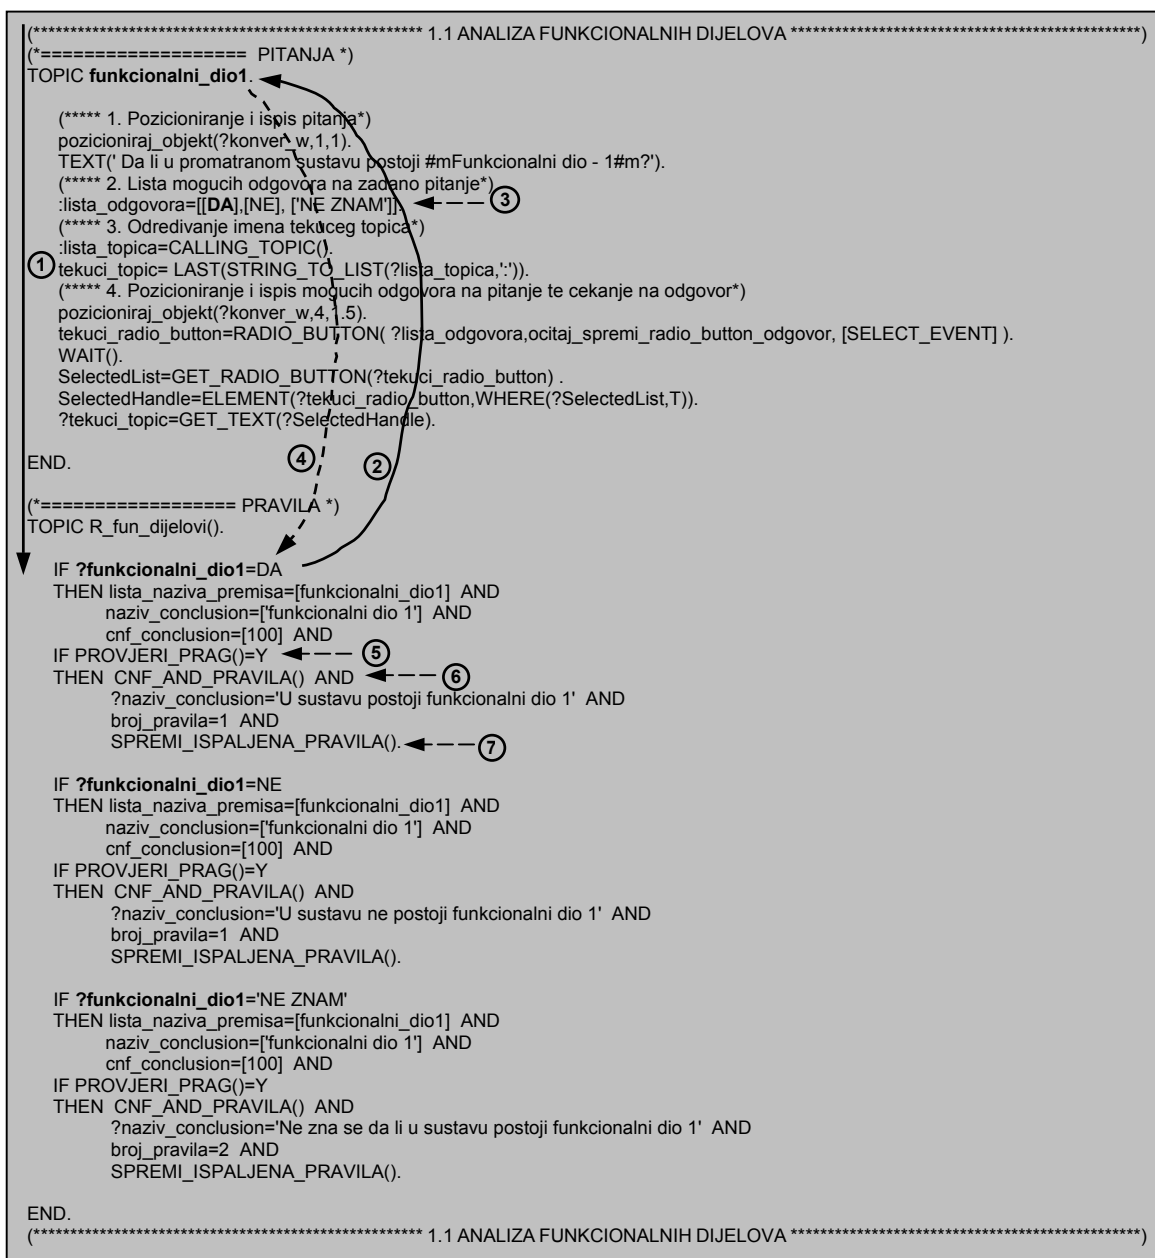 (**************************************************** 1.1 ANALIZA FUNKCIONALNIH DIJELOVA ***********************************************)
(*=================== PITANJA *)
TOPIC funkcionalni_dio1.
(***** 1. Pozicioniranje i ispis pitanja*)
pozicioniraj_objekt(?konver_w,1,1).
TEXT(' Da li u promatranom sustavu postoji #mFunkcionalni dio - 1#m?').
(***** 2. Lista mogucih odgovora na zadano pitanje*)
:lista_odgovora=[[DA],[NE], ['NE ZNAM']]. 3
(***** 3. Odredivanje imena tekuceg topica*)
:lista_topica=CALLING_TOPIC().
1 tekuci_topic= LAST(STRING_TO_LIST(?lista_topica,':')).
(***** 4. Pozicioniranje i ispis mogucih odgovora na pitanje te cekanje na odgovor*)
pozicioniraj_objekt(?konver_w,4,1.5).
tekuci_radio_button=RADIO_BUTTON( ?lista_odgovora,ocitaj_spremi_radio_button_odgovor, [SELECT_EVENT] ).
WAIT().
SelectedList=GET_RADIO_BUTTON(?tekuci_radio_button) .
SelectedHandle=ELEMENT(?tekuci_radio_button,WHERE(?SelectedList,T)).
?tekuci_topic=GET_TEXT(?SelectedHandle).
END. 4 2
(*================== PRAVILA *)
TOPIC R_fun_dijelovi().
IF ?funkcionalni_dio1=DA
THEN lista_naziva_premisa=[funkcionalni_dio1] AND
naziv_conclusion=['funkcionalni dio 1'] AND
cnf_conclusion=[100] AND
IF PROVJERI_PRAG()=Y 5
THEN CNF_AND_PRAVILA() AND 6
?naziv_conclusion='U sustavu postoji funkcionalni dio 1' AND
broj_pravila=1 AND
SPREMI_ISPALJENA_PRAVILA(). 7
IF ?funkcionalni_dio1=NE
THEN lista_naziva_premisa=[funkcionalni_dio1] AND
naziv_conclusion=['funkcionalni dio 1'] AND
cnf_conclusion=[100] AND
IF PROVJERI_PRAG()=Y
THEN CNF_AND_PRAVILA() AND
?naziv_conclusion='U sustavu ne postoji funkcionalni dio 1' AND
broj_pravila=1 AND
SPREMI_ISPALJENA_PRAVILA().
IF ?funkcionalni_dio1='NE ZNAM'
THEN lista_naziva_premisa=[funkcionalni_dio1] AND
naziv_conclusion=['funkcionalni dio 1'] AND
cnf_conclusion=[100] AND
IF PROVJERI_PRAG()=Y
THEN CNF_AND_PRAVILA() AND
?naziv_conclusion='Ne zna se da li u sustavu postoji funkcionalni dio 1' AND
broj_pravila=2 AND
SPREMI_ISPALJENA_PRAVILA().
END.
(**************************************************** 1.1 ANALIZA FUNKCIONALNIH DIJELOVA ***********************************************)